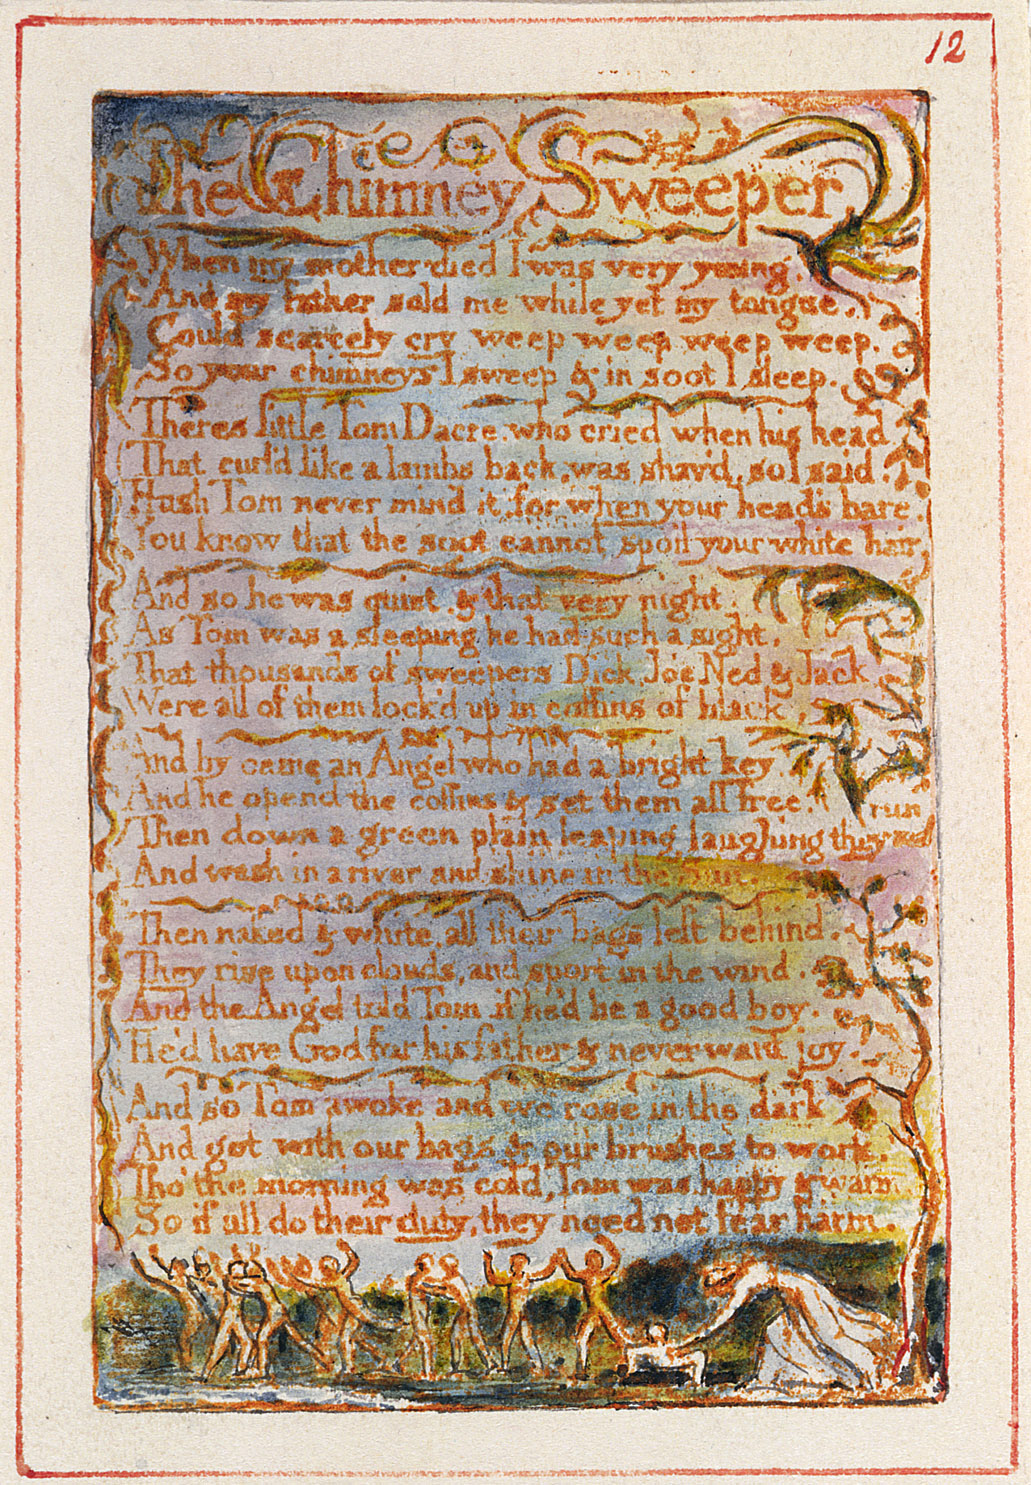 12
The Chimney Sweeper
When my mother died I was very young,
And my father sold me while yet my tongue,
Could scarcely cry weep weep weep weep.
So your chimneys I sweep & in soot I sleep.
Theres little Tom Dacre, who cried when his head
That curl'd like a lambs back, was shav'd, so I said.
Hush Tom never mind it, for when your head's bare,
You know that the soot cannot spoil your white hair,
And so he was quiet. & that very night.
As Tom was a sleeping he had such a sight,
That thousands of sweepers Dick, Joe, Ned & Jack
Were all of them lock'd up in coffins of black,
And by came an Angel who had a bright key
And he open'd the coffins & set them all free.
run
Then down a green plain leaping laughing they
And wash in a river and shine in the Sun.
Then naked & white, all their bags left behind.
They rise upon clouds, and sport in the wind.
And the Angel told Tom if he'd be a good boy.
He'd have God for his father & never want joy.
And so Tom awoke and we rose in the dark
And got with our bags & our brushes to work.
Tho' the morning was cold, Tom was happy & warm
So if all do their duty, they need not fear harm.